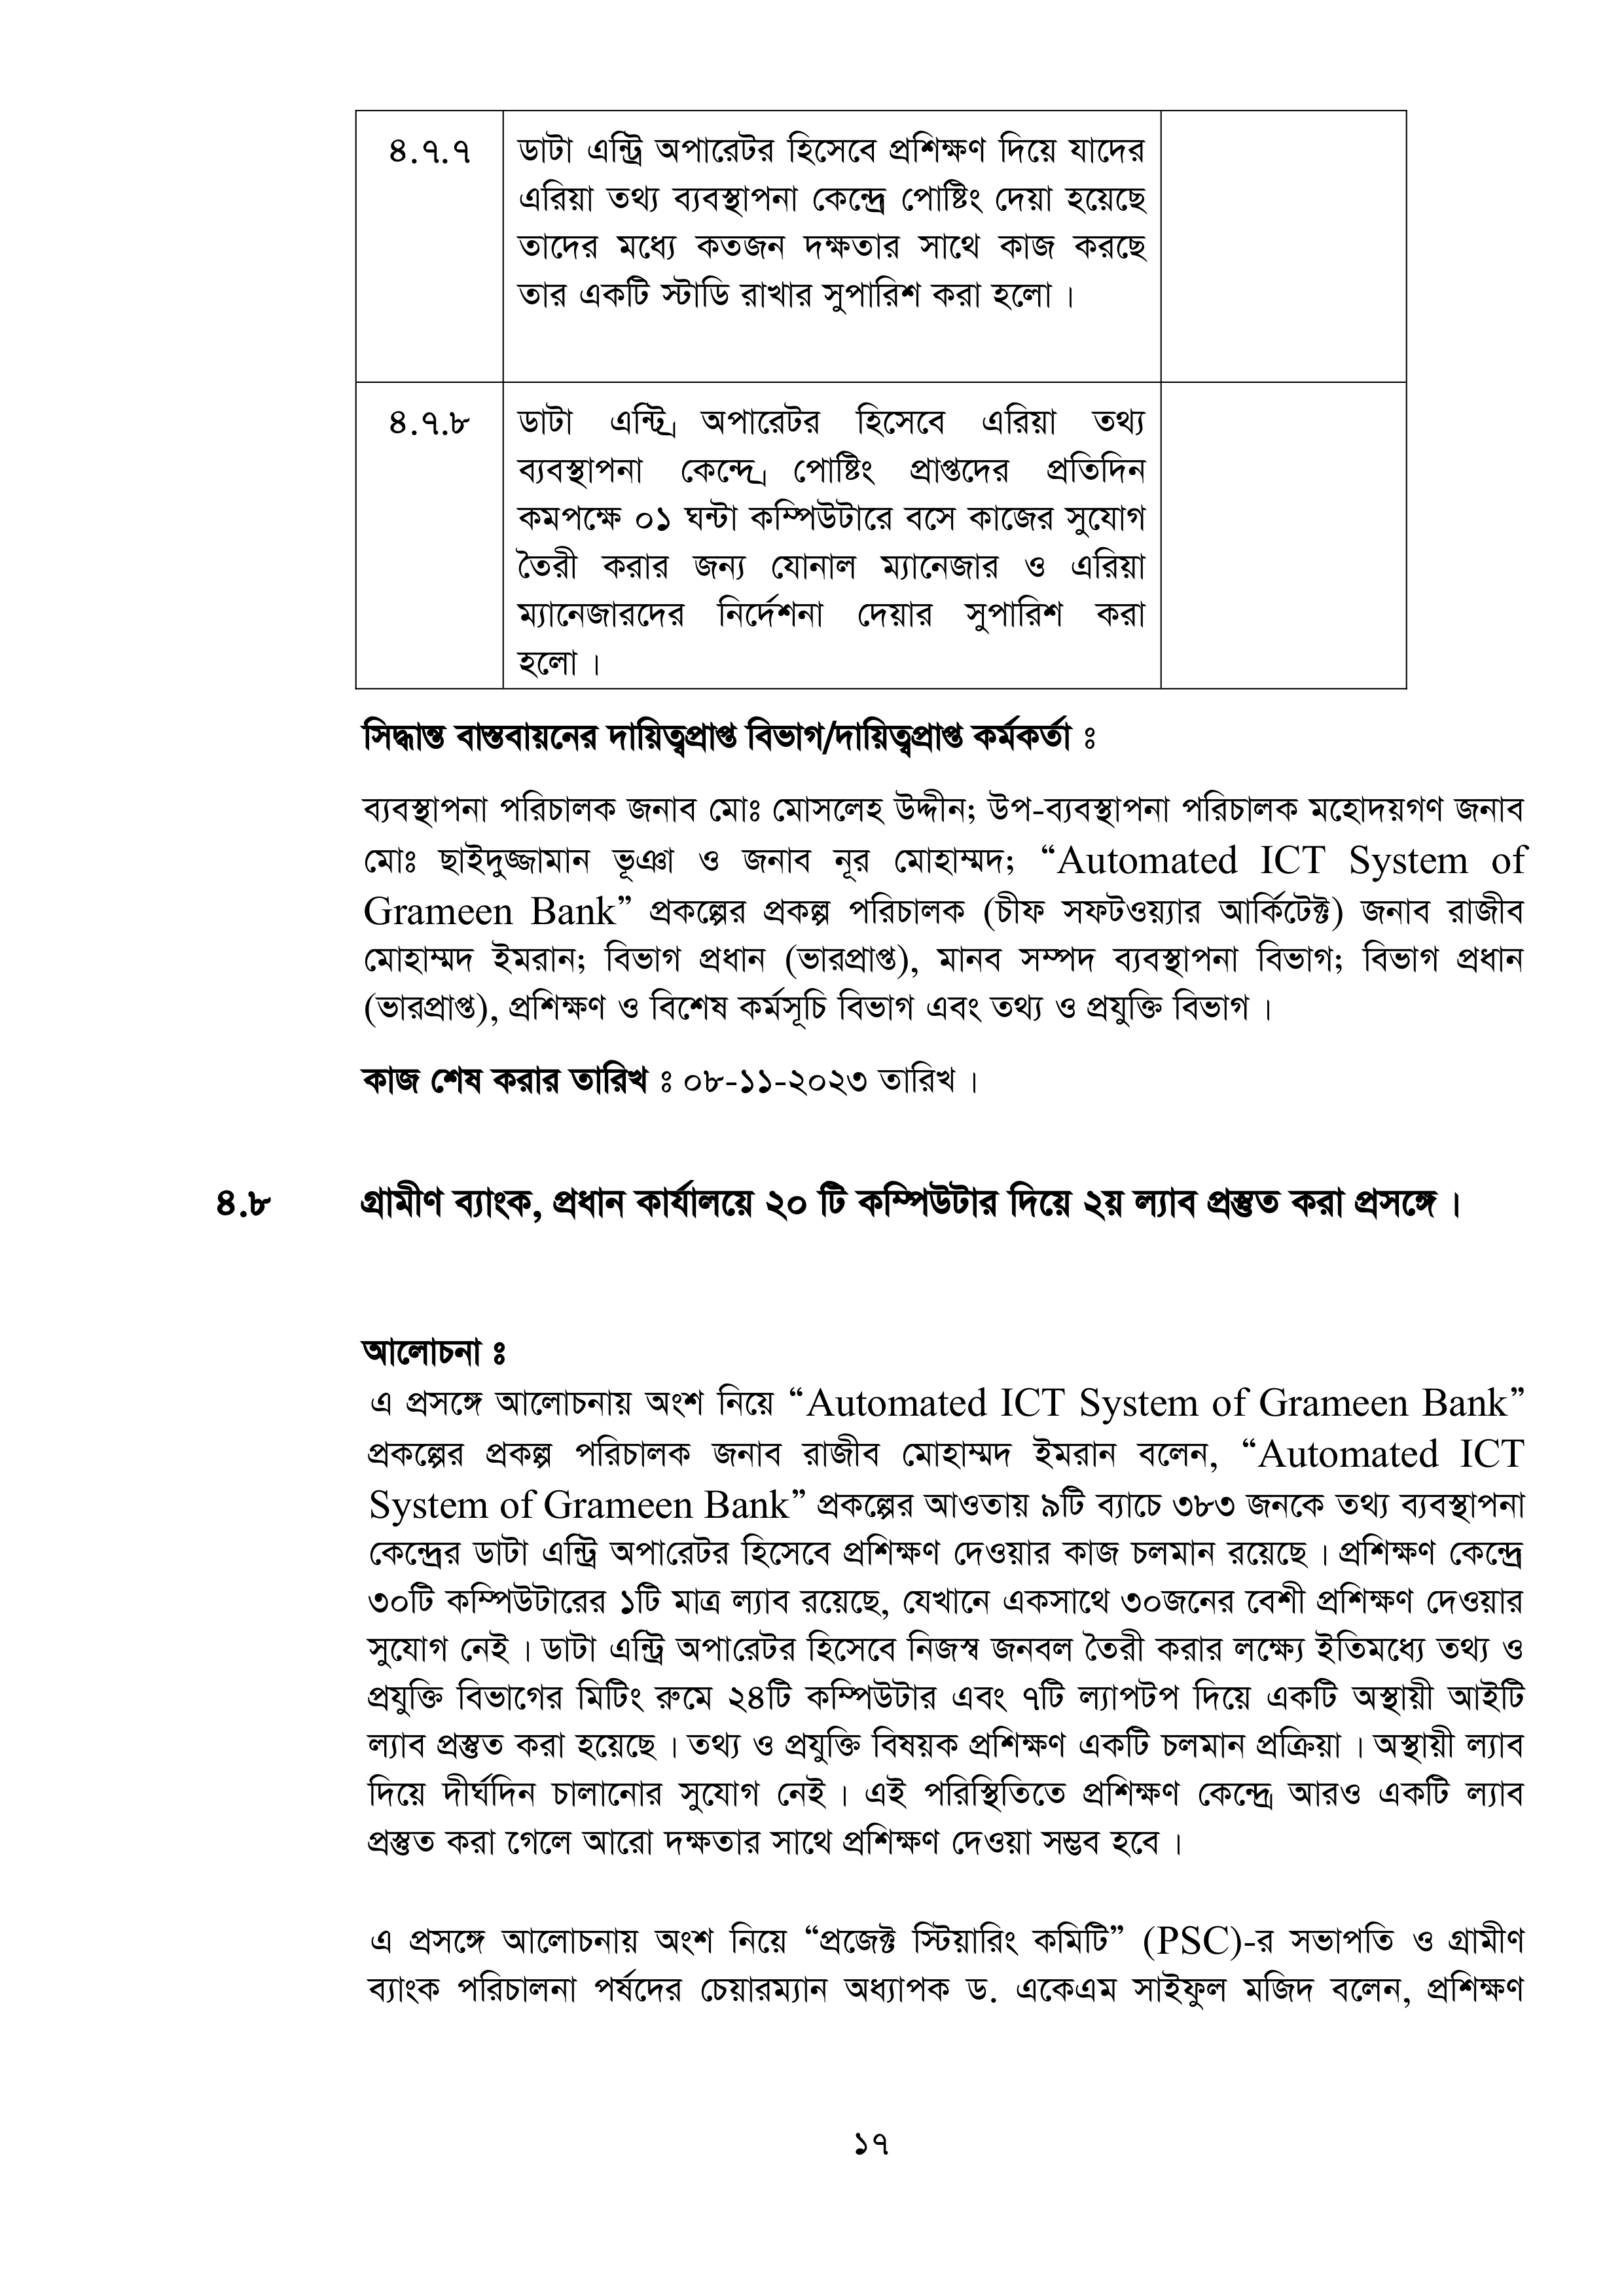 ৪.৭.৭ ডাটা এন্ট্রি অপারেটর হিসেবে প্রশিক্ষণ দিয়ে যাদের
এরিয়া তথ্য ব্যবস্থাপনা কেন্দ্রে পোষ্টিং দেয়া হয়েছে
তাদের মধ্যে কতজন দক্ষতার সাথে কাজ করছে
তার একটি স্টাডি রাখার সুপারিশ করা হলো।
৪.৭.৮ ডাটা এন্ট্রি অপারেটর হিসেবে এরিয়া তথ্য
ব্যবস্থাপনা কেন্দ্রে পোষ্টিং প্রাপ্তদের প্রতিদিন
কমপক্ষে ০১ ঘন্টা কম্পিউটারে বসে কাজের সুযোগ
তৈরী করার জন্য যোনাল ম্যানেজার ও এরিয়া
ম্যানেজারদের নির্দেশনা দেয়ার সুপারিশ করা
হলো।
সিদ্ধান্ত বাস্তবায়নের দায়িত্বপ্রাপ্ত বিভাগ/দায়িত্বপ্রাপ্ত কর্মকর্তা ঃ
ব্যবস্থাপনা পরিচালক জনাব মোঃ মোসলেহ উদ্দীন; উপ-ব্যবস্থাপনা পরিচালক মহোদয়গণ জনাব
মোঃ ছাইদুজ্জামান ভূঞা ও জনাব নূর মোহাম্মদ; “Automated ICT System of
Grameen Bank” প্রকল্পের প্রকল্প পরিচালক (চীফ সফটওয়্যার আর্কিটেক্ট) জনাব রাজীব
মোহাম্মদ ইমরান; বিভাগ প্রধান (ভারপ্রাপ্ত), মানব সম্পদ ব্যবস্থাপনা বিভাগ; বিভাগ প্রধান
(ভারপ্রাপ্ত), প্রশিক্ষণ ও বিশেষ কর্মসূচি বিভাগ এবং তথ্য ও প্রযুক্তি বিভাগ।
কাজ শেষ করার তারিখ ঃ ০৮-১১-২০২৩ তারিখ।
৪.৮ গ্রামীণ ব্যাংক, প্রধান কার্যালয়ে ২০ টি কম্পিউটার দিয়ে ২য় ল্যাব প্রস্তুত করা প্রসঙ্গে।
আলোচনা ঃ
এ প্রসঙ্গে আলোচনায় অংশ নিয়ে “Automated ICT System of Grameen Bank”
প্রকল্পের প্রকল্প পরিচালক জনাব রাজীব মোহাম্মদ ইমরান বলেন, “Automated ICT
System of Grameen Bank” প্রকল্পের আওতায় ৯টি ব্যাচে ৩৮৩ জনকে তথ্য ব্যবস্থাপনা
কেন্দ্রের ডাটা এন্ট্রি অপারেটর হিসেবে প্রশিক্ষণ দেওয়ার কাজ চলমান রয়েছে। প্রশিক্ষণ কেন্দ্রে
৩০টি কম্পিউটারের ১টি মাত্র ল্যাব রয়েছে, যেখানে একসাথে ৩০জনের বেশী প্রশিক্ষণ দেওয়ার
সুযোগ নেই। ডাটা এন্ট্রি অপারেটর হিসেবে নিজস্ব জনবল তৈরী করার লক্ষ্যে ইতিমধ্যে তথ্য ও
প্রযুক্তি বিভাগের মিটিং রুমে ২৪টি কম্পিউটার এবং ৭টি ল্যাপটপ দিয়ে একটি অস্থায়ী আইটি
ল্যাব প্রস্তুত করা হয়েছে। তথ্য ও প্রযুক্তি বিষয়ক প্রশিক্ষণ একটি চলমান প্রক্রিয়া। অস্থায়ী ল্যাব
দিয়ে দীর্ঘদিন চালানোর সুযোগ নেই। এই পরিস্থিতিতে প্রশিক্ষণ কেন্দ্রে আরও একটি ল্যাব
প্রস্তুত করা গেলে আরো দক্ষতার সাথে প্রশিক্ষণ দেওয়া সম্ভব হবে।
এ প্রসঙ্গে আলোচনায় অংশ নিয়ে “প্রজেক্ট স্টিয়ারিং কমিটি” (PSC)-র সভাপতি ও গ্রামীণ
ব্যাংক পরিচালনা পর্ষদের চেয়ারম্যান অধ্যাপক ড. একেএম সাইফুল মজিদ বলেন, প্রশিক্ষণ
১৭